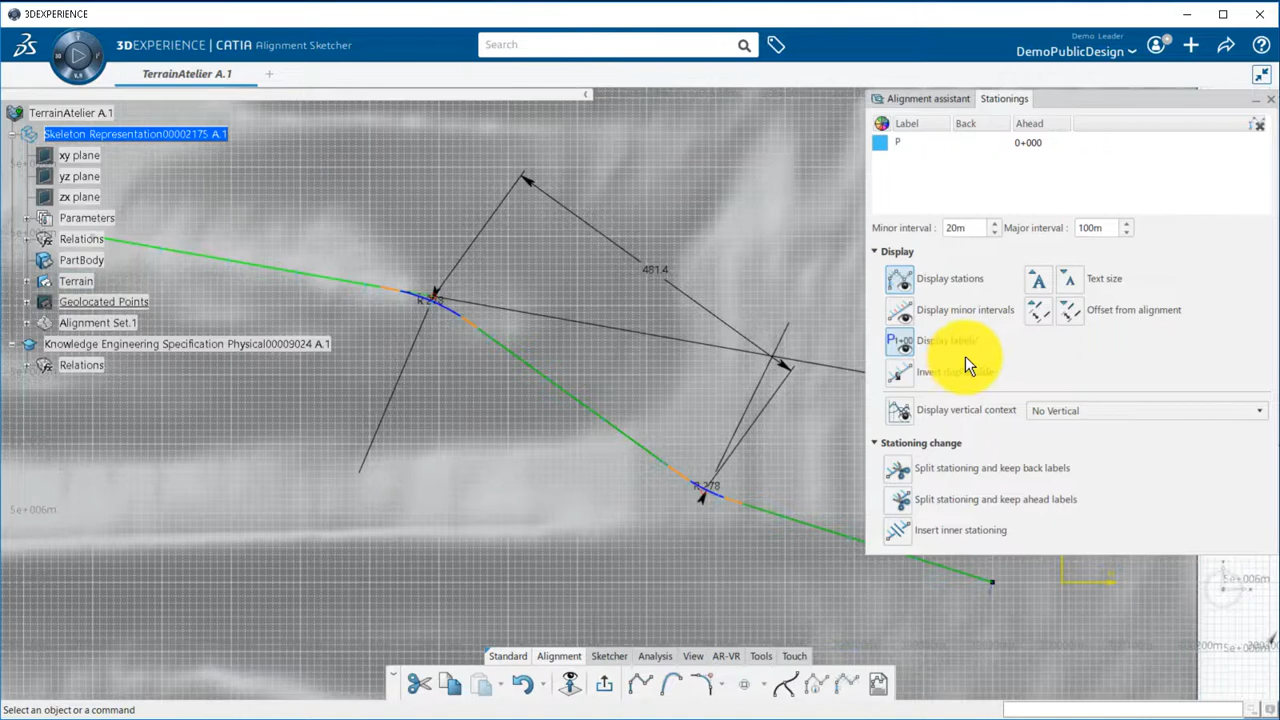 3DEXPERIENCE
3DEXPERIENCE | CATIA Alignment Sketcher
Search
Demo Leader
DemoPublicDesign
TerrainAtelier A.1
TerrainAtelier A.1
Skeleton Representation00002175 A.1
xy plane
yz plane
zx plane
Parameters
Relations
PartBody
Terrain
Geolocated Points
Alignment Set.1
Knowledge Engineering Specification Physical00009024 A.1
Relations
481.4
R 278
5e+006m
Alignment assistant
Stationings
Label Back Ahead
P 0+000
Minor interval : 20m Major interval : 100m
Display
Display stations
Text size
Display minor intervals
Offset from alignment
Display labels
Display vertical context No Vertical
Stationing change
Split stationing and keep back labels
Split stationing and keep ahead labels
Insert inner stationing
5e+006m
Standard Alignment Sketcher Analysis View AR-VR Tools Touch
Select an object or a command